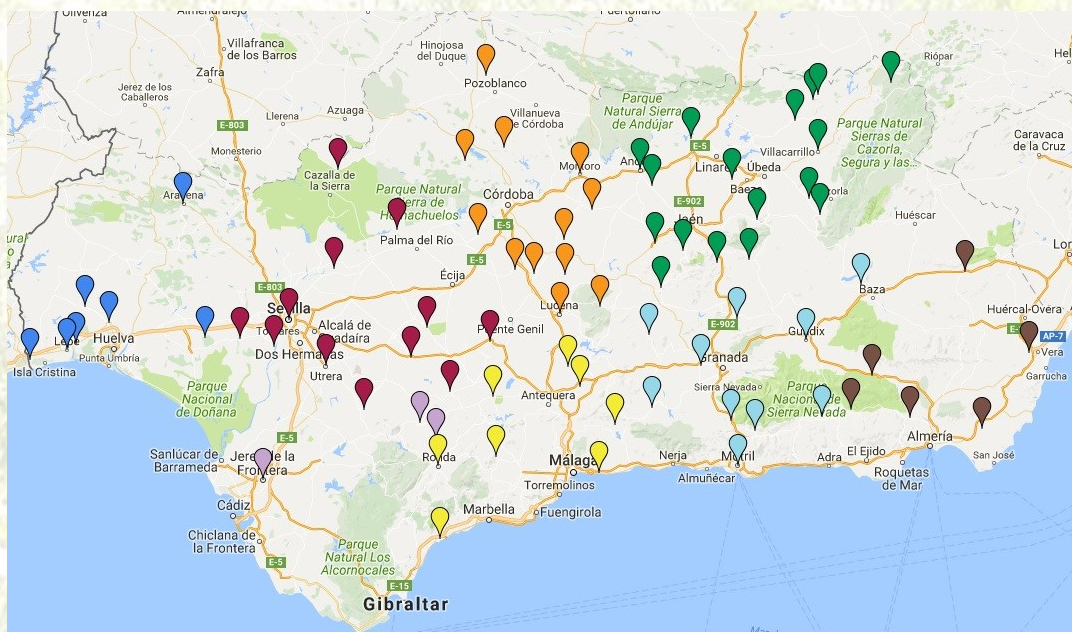 Olivenza
Almendralejo
Puertollano
Villafranca
de los Barros
Hinojosa
del Duque
Riópar
Zafra
Pozoblanco
Jerez de los
Caballeros
Azuaga
Llerena
Villanueva
de Córdoba
Parque
Natural Sierra
de Andújar
Parque Natural
Sierras de
Cazorla,
Segura y las...
Caravaca
de la Cruz
E-803
Monesterio
E-5
Villacarrillo
Linares
Úbeda
Baeza
Cazalla de
la Sierra
Parque Natural
Sierra de
Hornachuelos
Córdoba
E-902
Jaén
Huéscar
E-5
Palma del Río
E-5
Écija
Baza
E-803
Sevilla
Lucena
Huércal-Overa
Tomares
Alcalá de
Guadaíra
Puente Genil
E-902
Guadix
AP-7
Lepe
Huelva
Dos Hermanas
Granada
Vera
Isla Cristina
Punta Umbría
Utrera
Garrucha
Parque
Natural
de Doñana
Antequera
Sierra Nevada
Parque
Nacional de
Sierra Nevada
E-5
Almería
Sanlúcar de
Barrameda
Jerez de la
Frontera
Ronda
Málaga
Nerja
Motril
Adra
El Ejido
San José
Torremolinos
Almuñécar
Roquetas
de Mar
Cádiz
Marbella
Fuengirola
Chiclana de
la Frontera
Parque
Natural Los
Alcornocales
E-5
E-15
Gibraltar